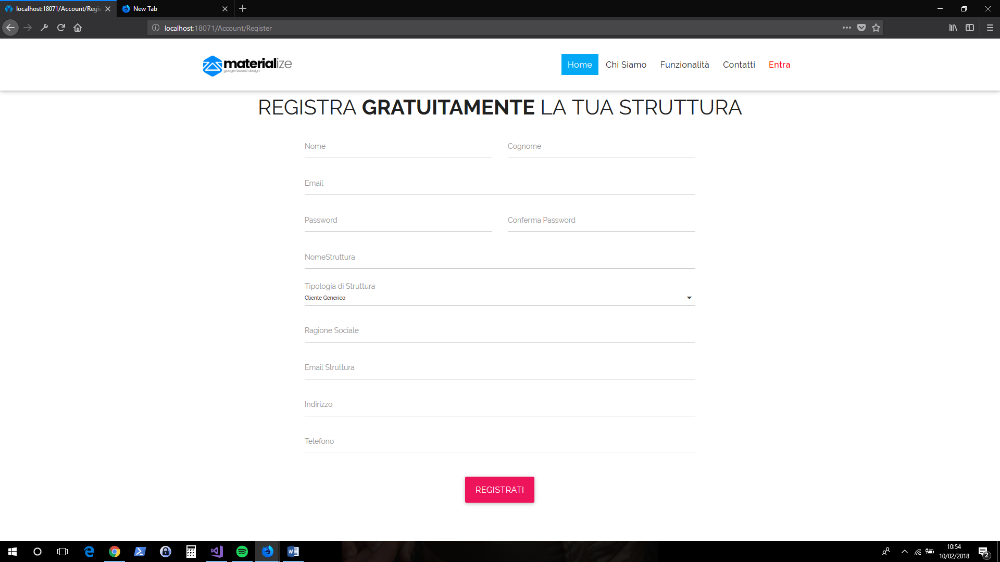 localhost:18071/Account/Regis
New Tab
localhost:18071/Account/Register
materialize
google based design
Home
Chi Siamo
Funzionalità
Contatti
Entra
REGISTRA GRATUITAMENTE LA TUA STRUTTURA
Nome
Cognome
Email
Password
Conferma Password
NomeStruttura
Tipologia di Struttura
Cliente Generico
Ragione Sociale
Email Struttura
Indirizzo
Telefono
REGISTRATI
10:54
10/02/2018
2